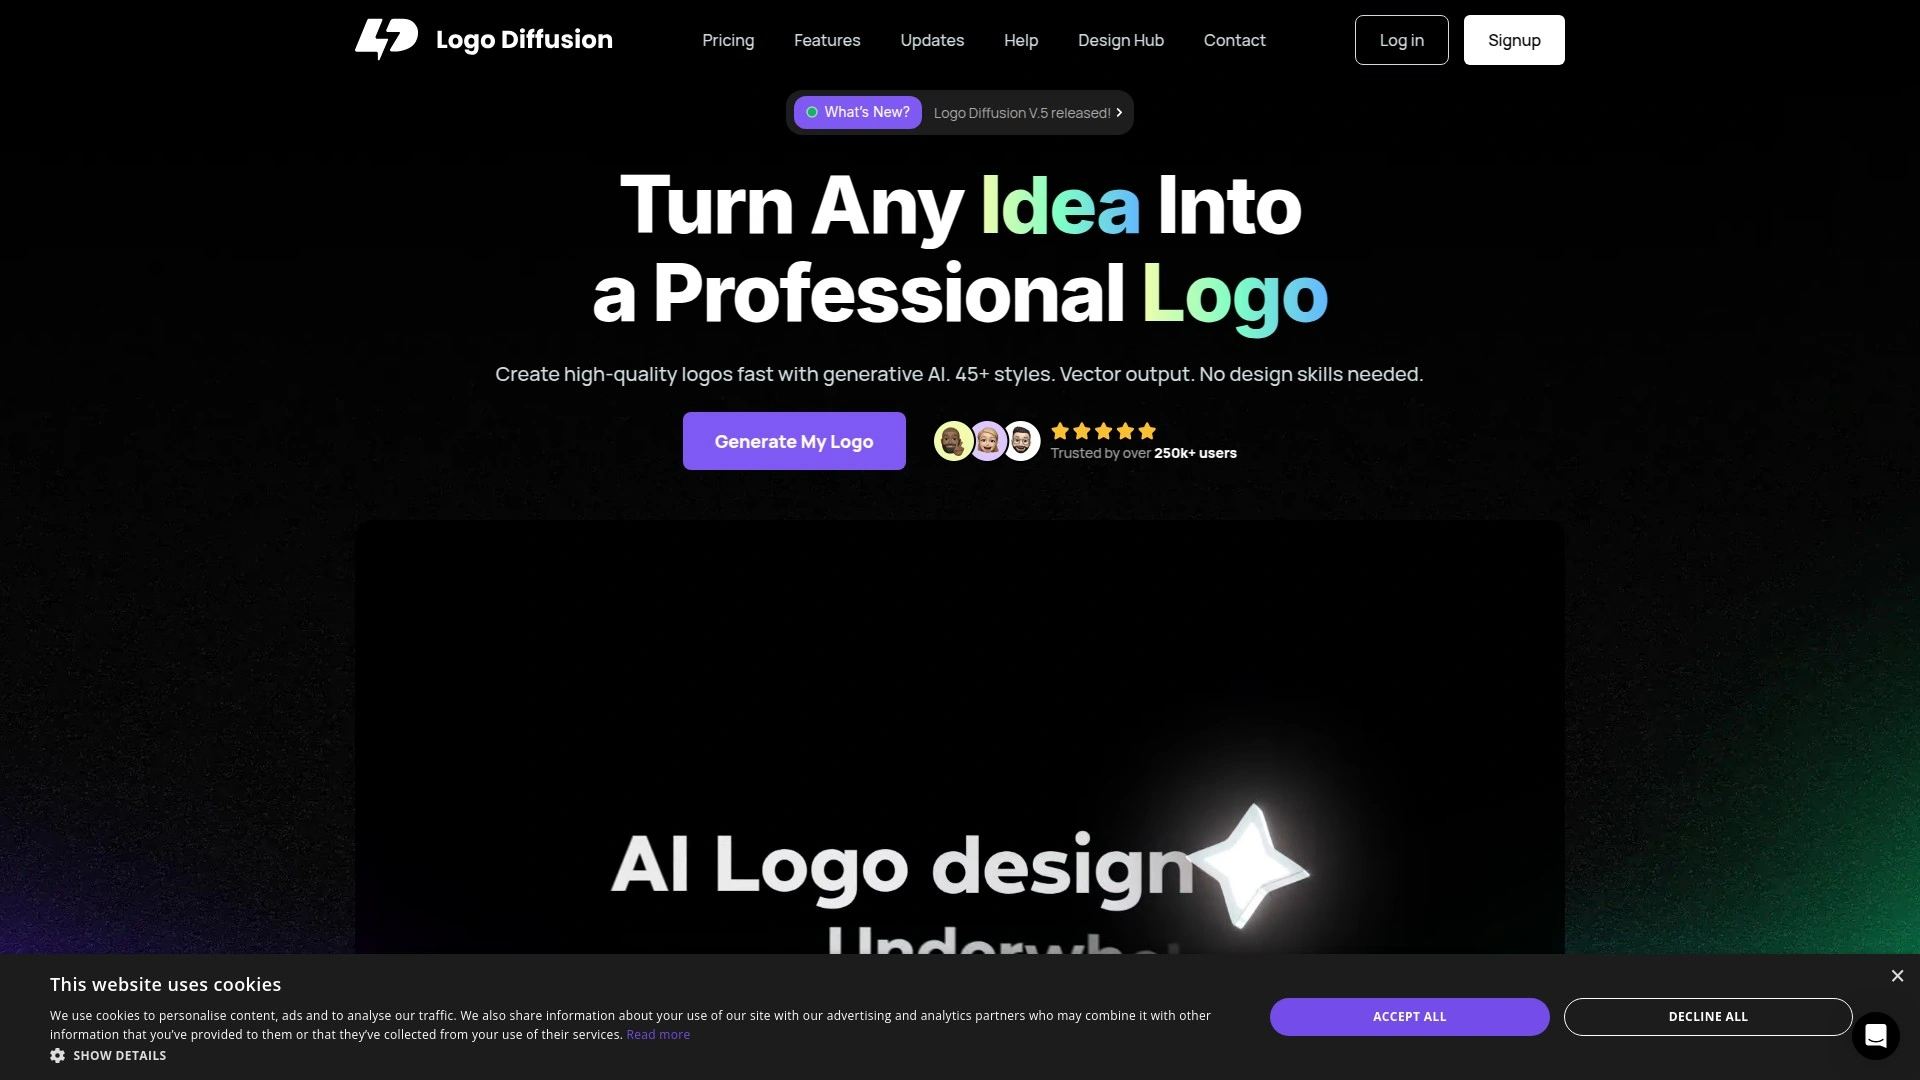 Logo Diffusion
Pricing
Features
Updates
Help
Design Hub
Contact
Log in
Signup
What's New?
Logo Diffusion V.5 released!
Turn Any Idea Into
a Professional Logo
Create high-quality logos fast with generative AI. 45+ styles. Vector output. No design skills needed.
Generate My Logo
Trusted by over 250k+ users
AI Logo design
This website uses cookies
We use cookies to personalise content, ads and to analyse our traffic. We also share information about your use of our site with our advertising and analytics partners who may combine it with other
information that you've provided to them or that they've collected from your use of their services. Read more
SHOW DETAILS
ACCEPT ALL
DECLINE ALL